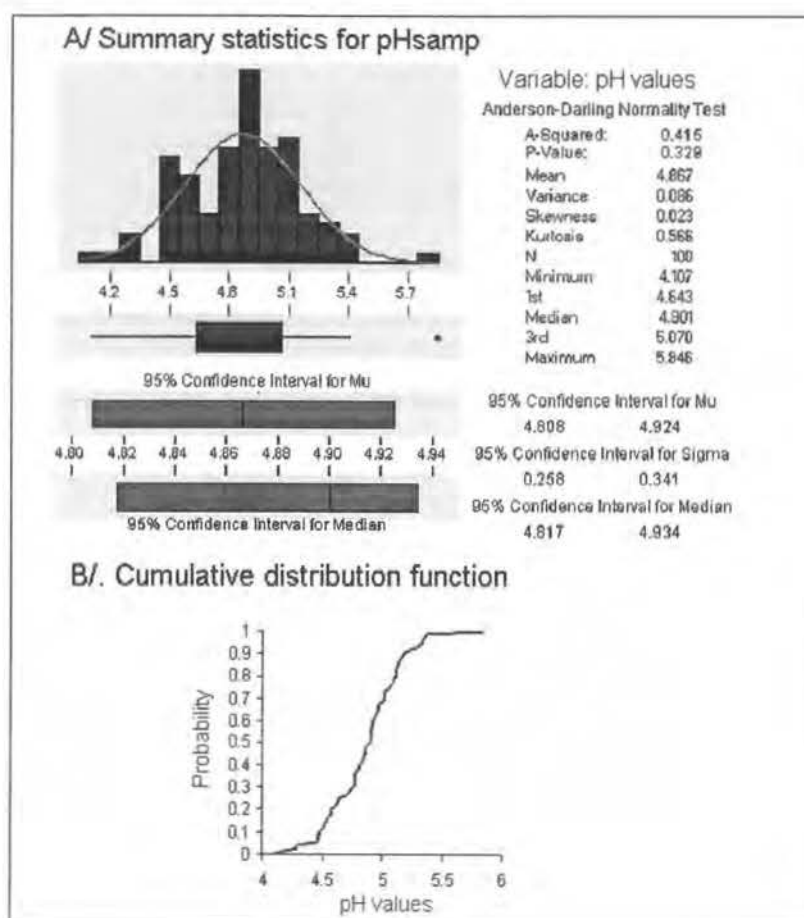 A/ Summary statistics for pHsamp
Variable: pH values
Anderson-Darling Normality Test
A-Squared: 0.415
P-Value: 0.329
Mean 4.867
Variance 0.086
Skewness 0.023
Kurtosis 0.566
N 100
Minimum 4.107
1st 4.643
Median 4.901
3rd 5.070
Maximum 5.846
4.2 4.5 4.8 5.1 5.4 5.7
95% Confidence Interval for Mu
4.80 4.82 4.84 4.86 4.88 4.90 4.92 4.94
95% Confidence Interval for Median
95% Confidence Interval for Mu
4.808 4.924
95% Confidence Interval for Sigma
0.258 0.341
95% Confidence Interval for Median
4.817 4.934
B/. Cumulative distribution function
Probability
1
0.9
0.8
0.7
0.6
0.5
0.4
0.3
0.2
0.1
0
4 4.5 5 5.5 6
pH values